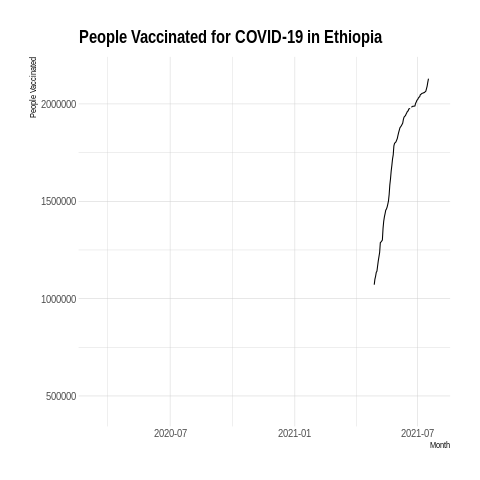 People Vaccinated for COVID-19 in Ethiopia
People Vaccinated
2000000
1500000
1000000
500000
2020-07 2021-01 2021-07
Month